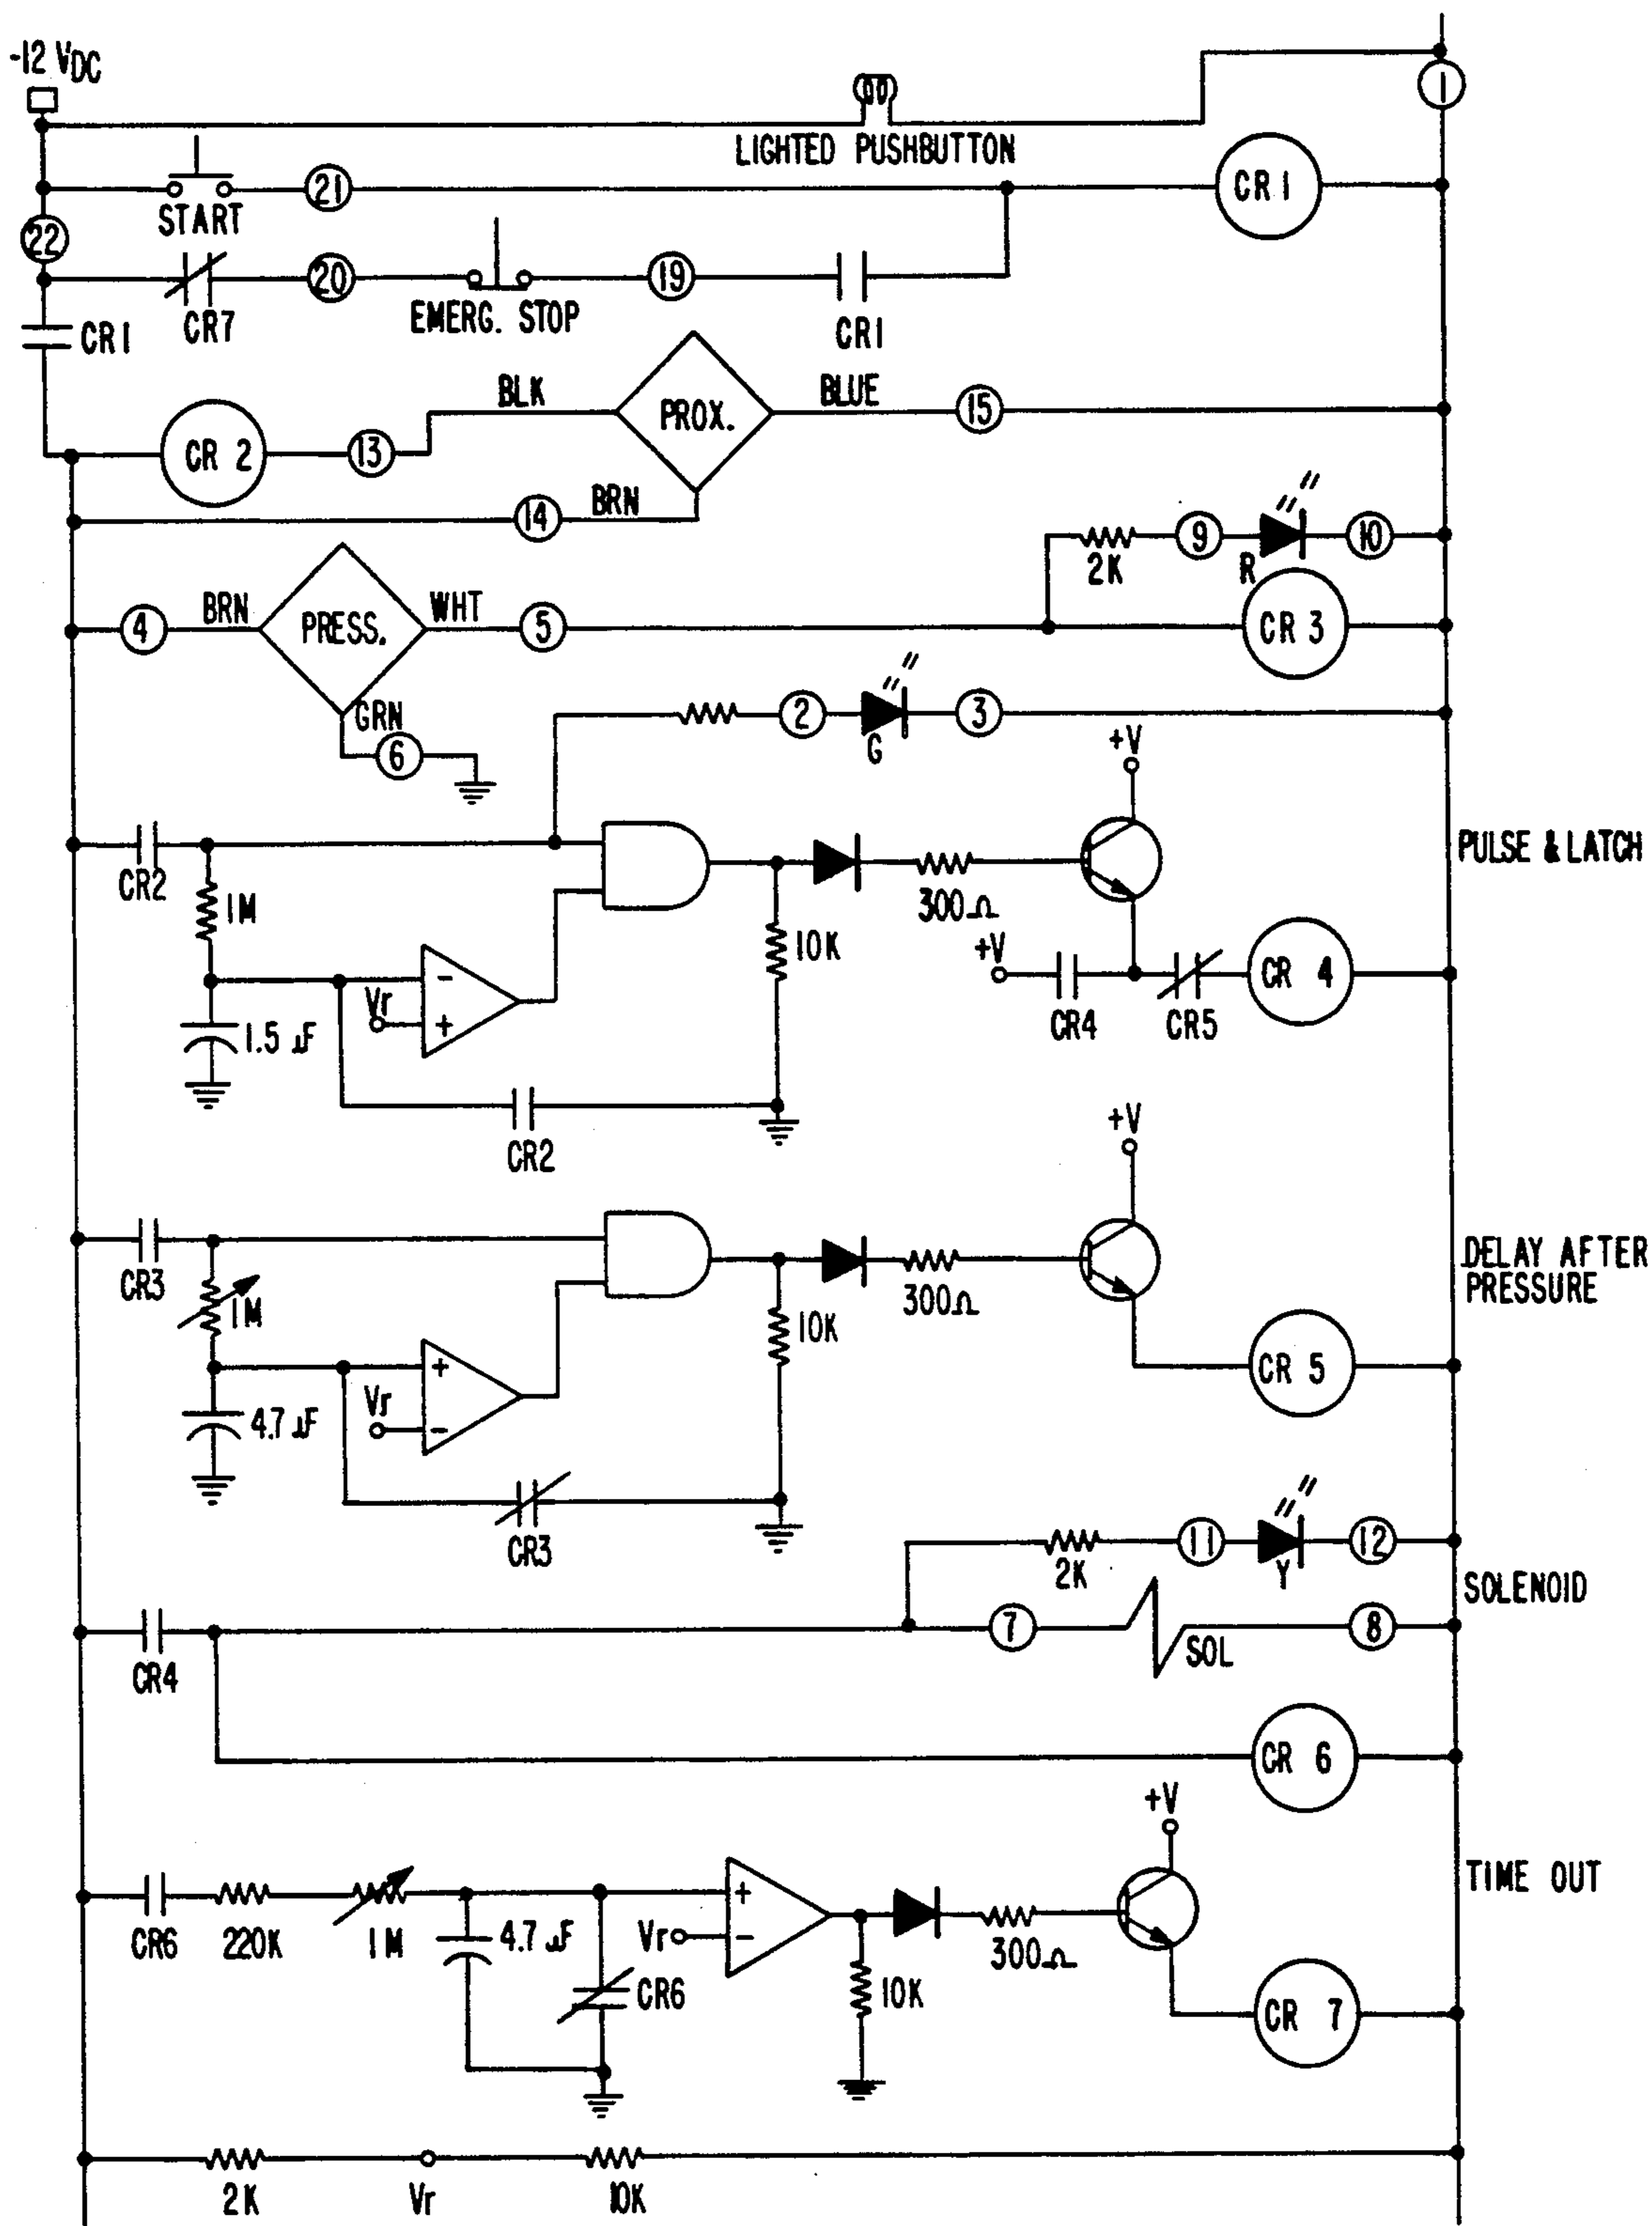 -12 VDC
1
LIGHTED PUSHBUTTON
21
CR1
START
22
20
19
EMERG. STOP
CR7
CR1
CR1
BLK
PROX.
BLUE
15
CR 2
13
14
BRN
9
10
2K
R
4
BRN
PRESS.
WHT
5
CR 3
GRN
6
2
3
G
+V
PULSE & LATCH
CR2
1M
300Ω
10K
+V
CR 4
Vr
-
+
1.5 µF
CR4
CR5
CR2
+V
CR3
DELAY AFTER
PRESSURE
1M
300Ω
10K
CR 5
+
Vr
-
4.7 µF
CR3
11
12
2K
Y
SOLENOID
7
8
SOL
CR4
CR 6
+V
TIME OUT
+
CR6
220K
1M
4.7 µF
Vr
-
300Ω
CR6
10K
CR 7
2K
Vr
10K